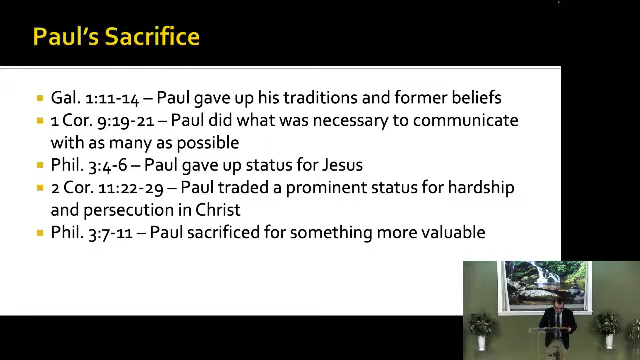 Paul's Sacrifice
Gal. 1:11-14 – Paul gave up his traditions and former beliefs
1 Cor. 9:19-21 – Paul did what was necessary to communicate
with as many as possible
Phil. 3:4-6 – Paul gave up status for Jesus
2 Cor. 11:22-29 – Paul traded a prominent status for hardship
and persecution in Christ
Phil. 3:7-11 – Paul sacrificed for something more valuable